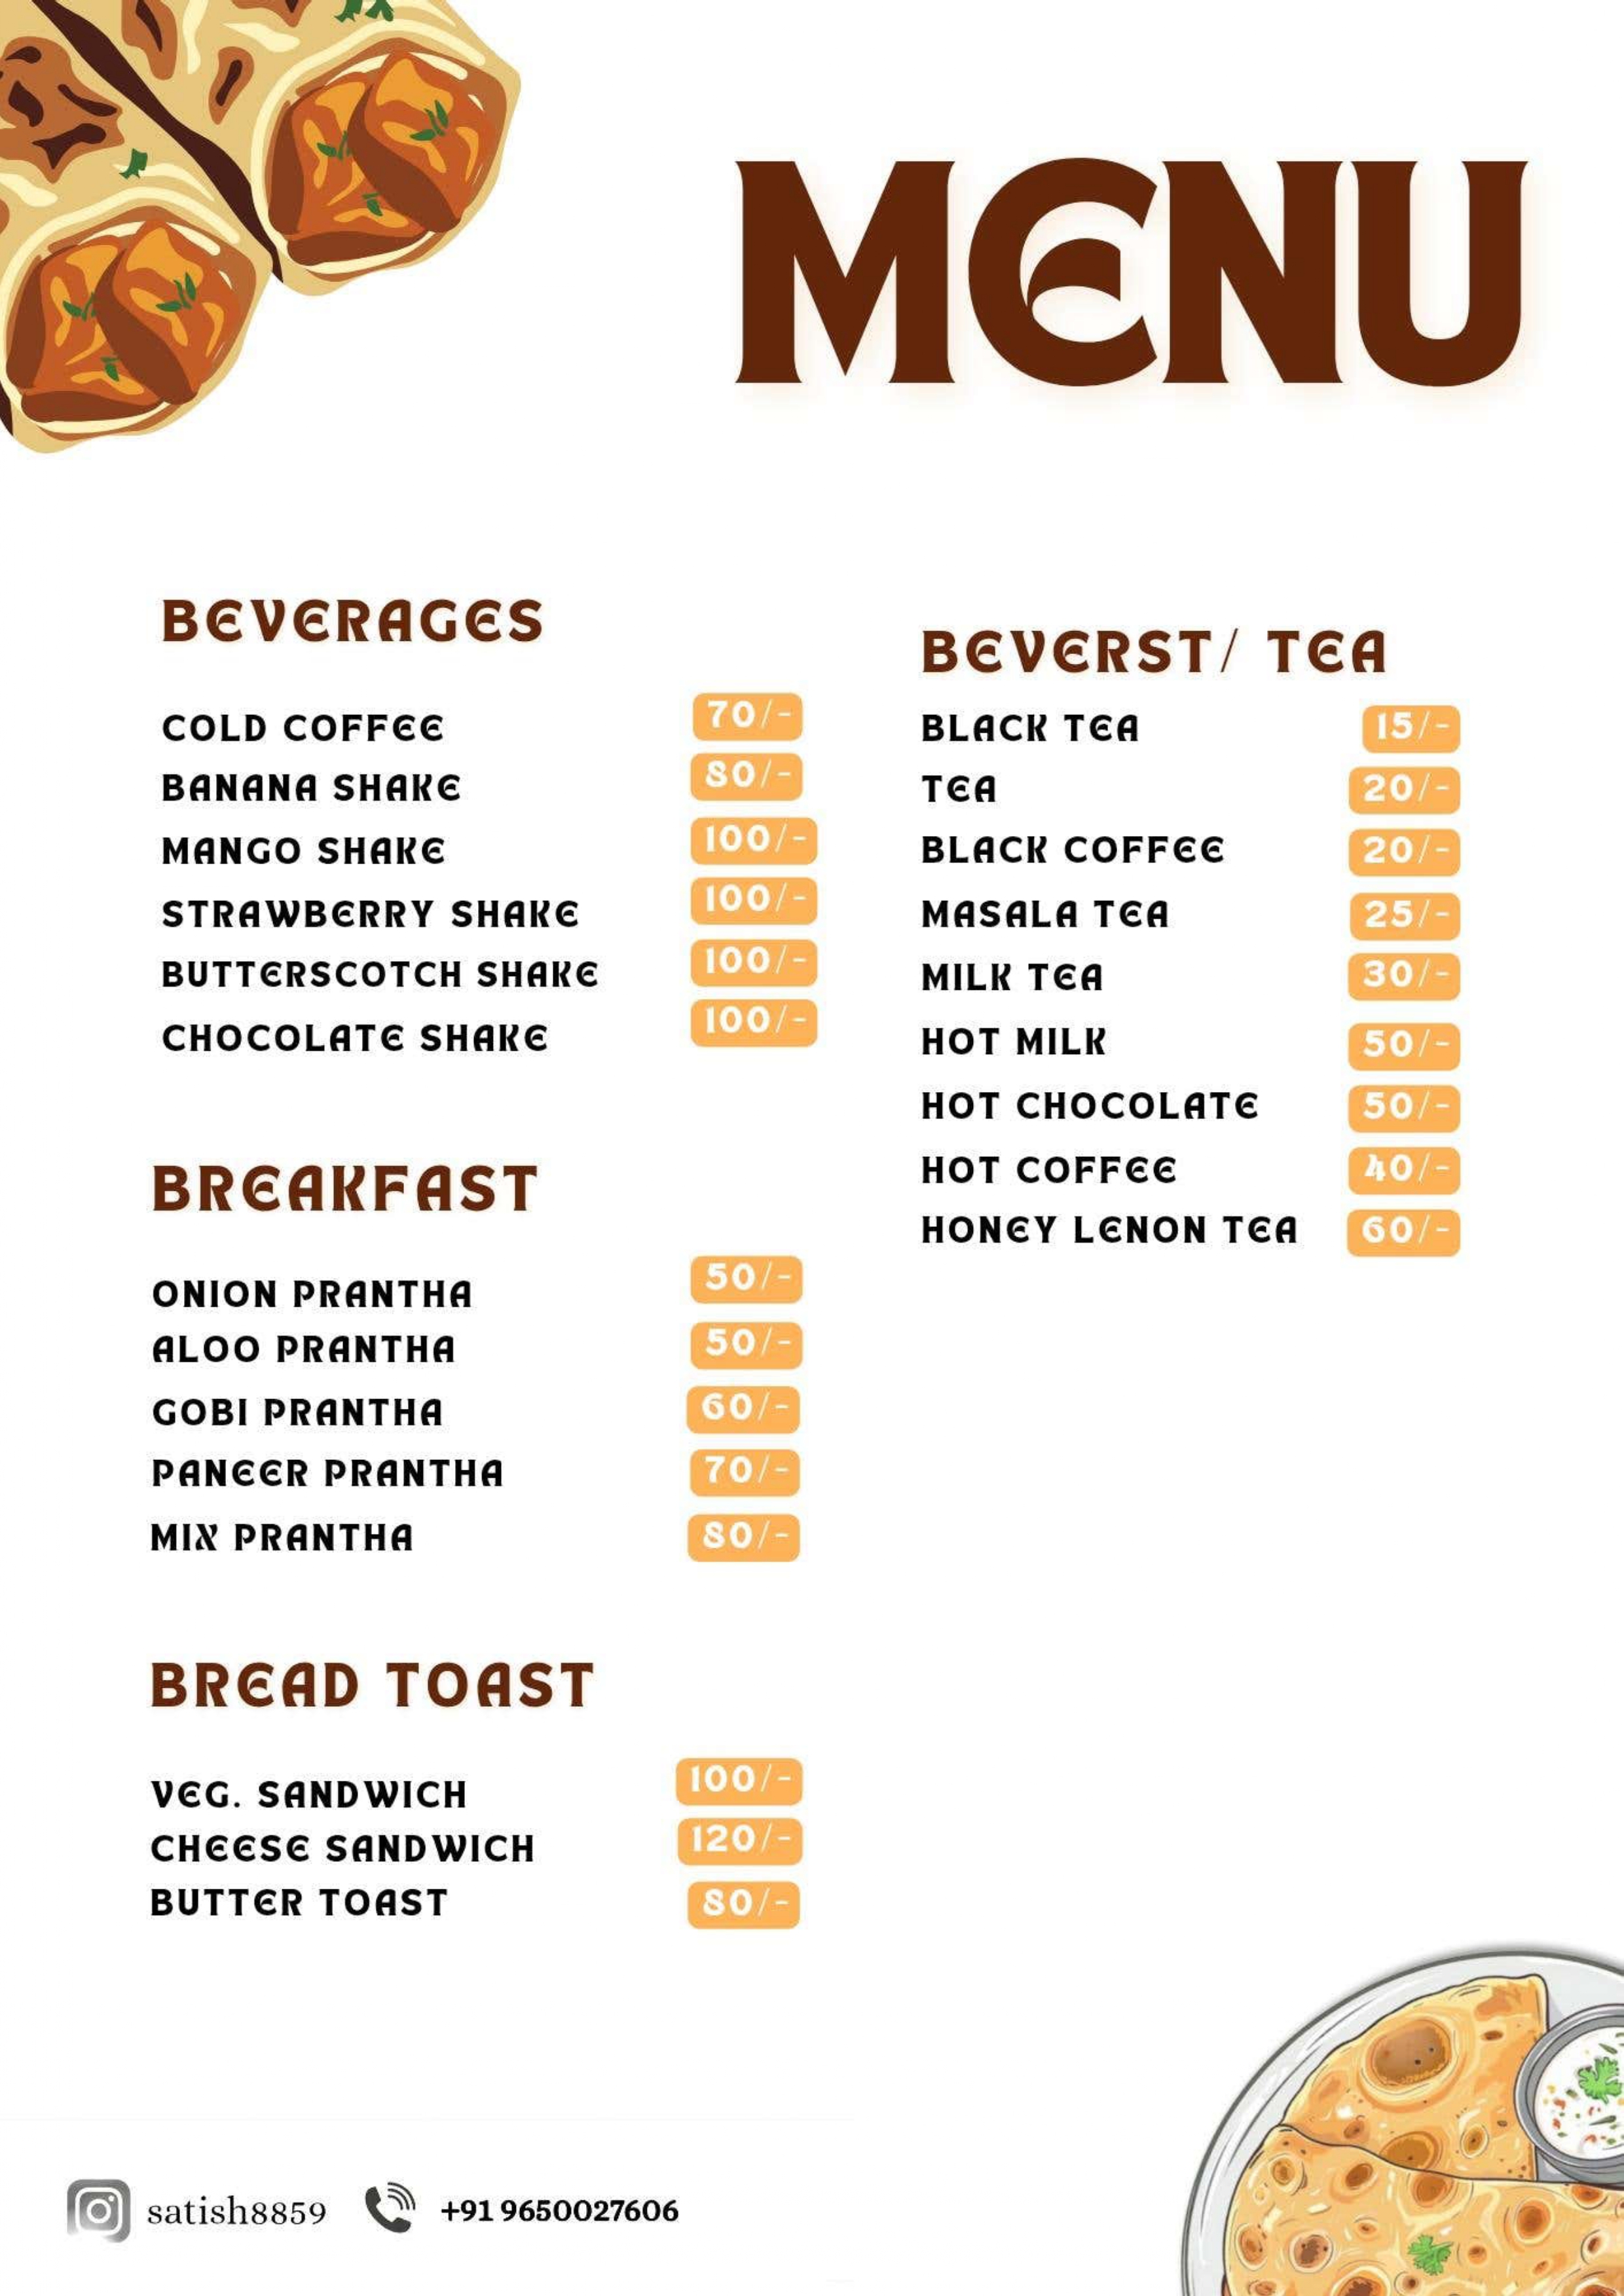 MENU
BEVERAGES
COLD COFFEE 70/-
BANANA SHAKE 80/-
MANGO SHAKE 100/-
STRAWBERRY SHAKE 100/-
BUTTERSCOTCH SHAKE 100/-
CHOCOLATE SHAKE 100/-
BREAKFAST
ONION PRANTHA 50/-
ALOO PRANTHA 50/-
GOBI PRANTHA 60/-
PANEER PRANTHA 70/-
MIX PRANTHA 80/-
BREAD TOAST
VEG. SANDWICH 100/-
CHEESE SANDWICH 120/-
BUTTER TOAST 80/-
BEVERST/ TEA
BLACK TEA 15/-
TEA 20/-
BLACK COFFEE 20/-
MASALA TEA 25/-
MILK TEA 30/-
HOT MILK 50/-
HOT CHOCOLATE 50/-
HOT COFFEE 40/-
HONEY LENON TEA 60/-
satish8859 +91 9650027606